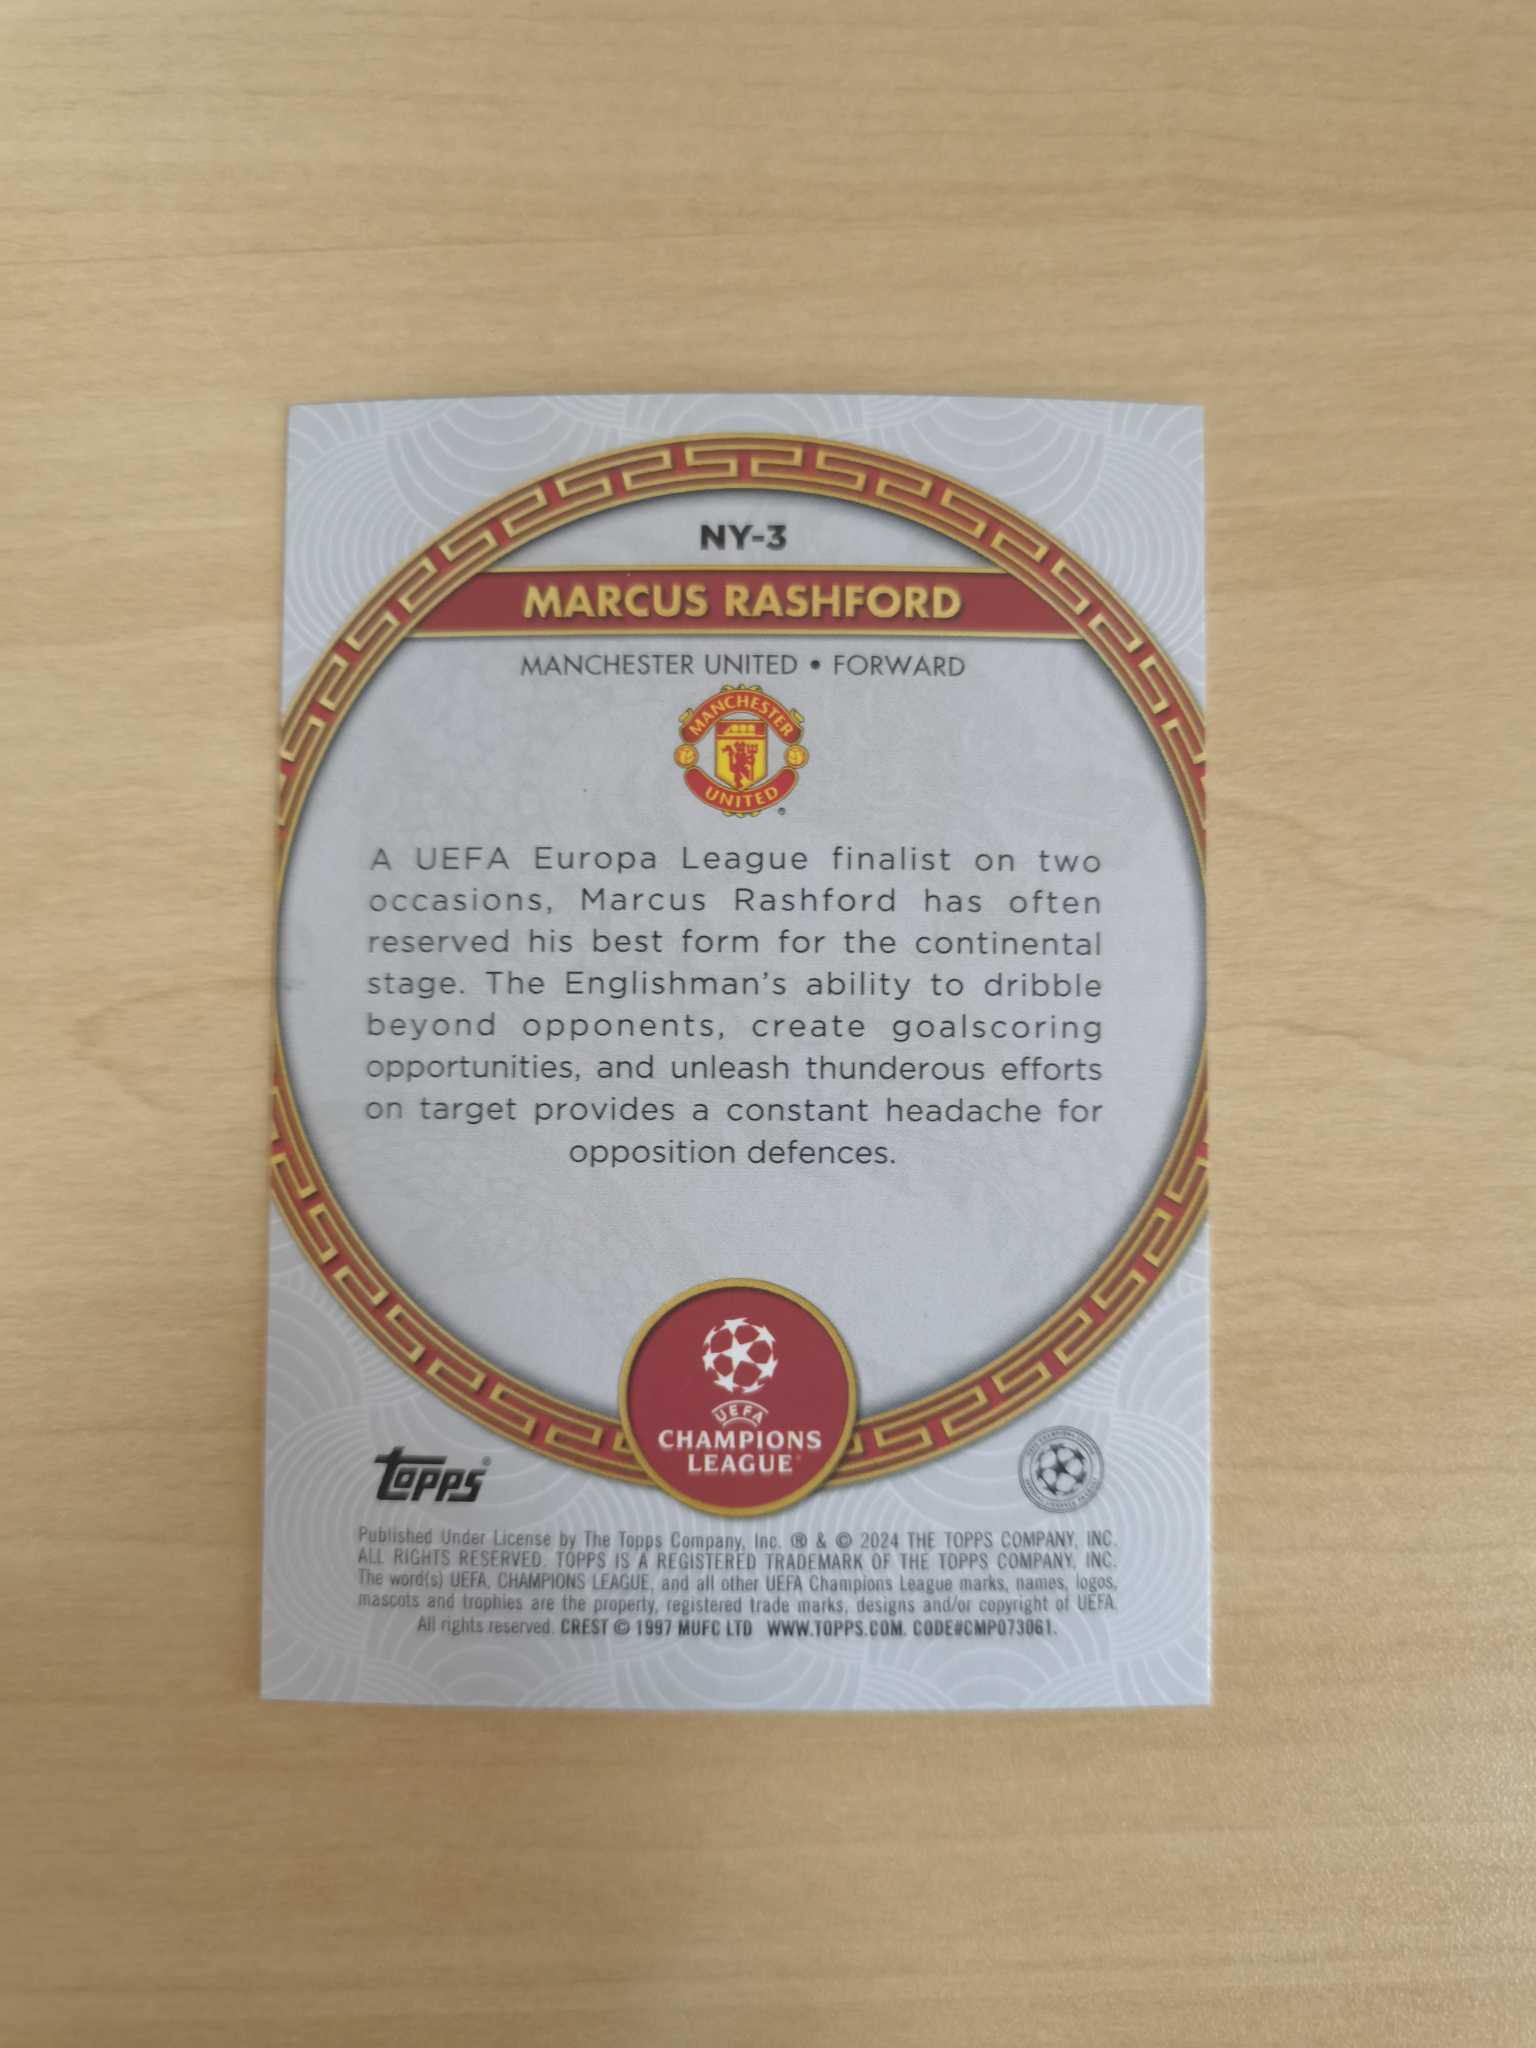 NY-3
MARCUS RASHFORD
MANCHESTER UNITED • FORWARD
MANCHESTER
UNITED
®
A UEFA Europa League finalist on two
occasions, Marcus Rashford has often
reserved his best form for the continental
stage. The Englishman's ability to dribble
beyond opponents, create goalscoring
opportunities, and unleash thunderous efforts
on target provides a constant headache for
opposition defences.
UEFA
CHAMPIONS
LEAGUE
topps®
Published Under License by The Topps Company, Inc. ® & © 2024 THE TOPPS COMPANY, INC.
ALL RIGHTS RESERVED. TOPPS IS A REGISTERED TRADEMARK OF THE TOPPS COMPANY, INC.
The word(s) UEFA, CHAMPIONS LEAGUE, and all other UEFA Champions League marks, names, logos,
mascots and trophies are the property, registered trade marks, designs and/or copyright of UEFA.
All rights reserved. CREST © 1997 MUFC LTD WWW.TOPPS.COM. CODE#CMP073061.